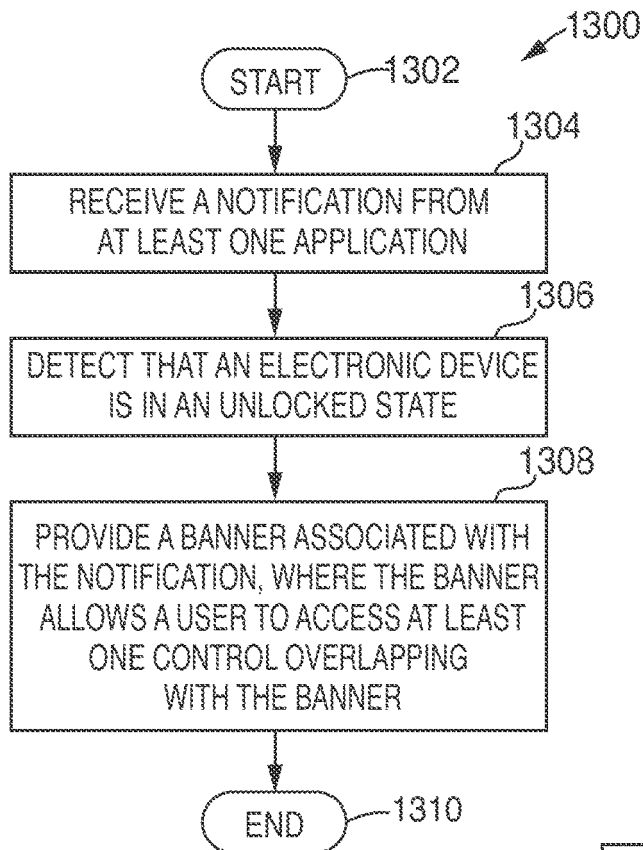 1300
START
1302
1304
RECEIVE A NOTIFICATION FROM
AT LEAST ONE APPLICATION
1306
DETECT THAT AN ELECTRONIC DEVICE
IS IN AN UNLOCKED STATE
1308
PROVIDE A BANNER ASSOCIATED WITH
THE NOTIFICATION, WHERE THE BANNER
ALLOWS A USER TO ACCESS AT LEAST
ONE CONTROL OVERLAPPING
WITH THE BANNER
END
1310